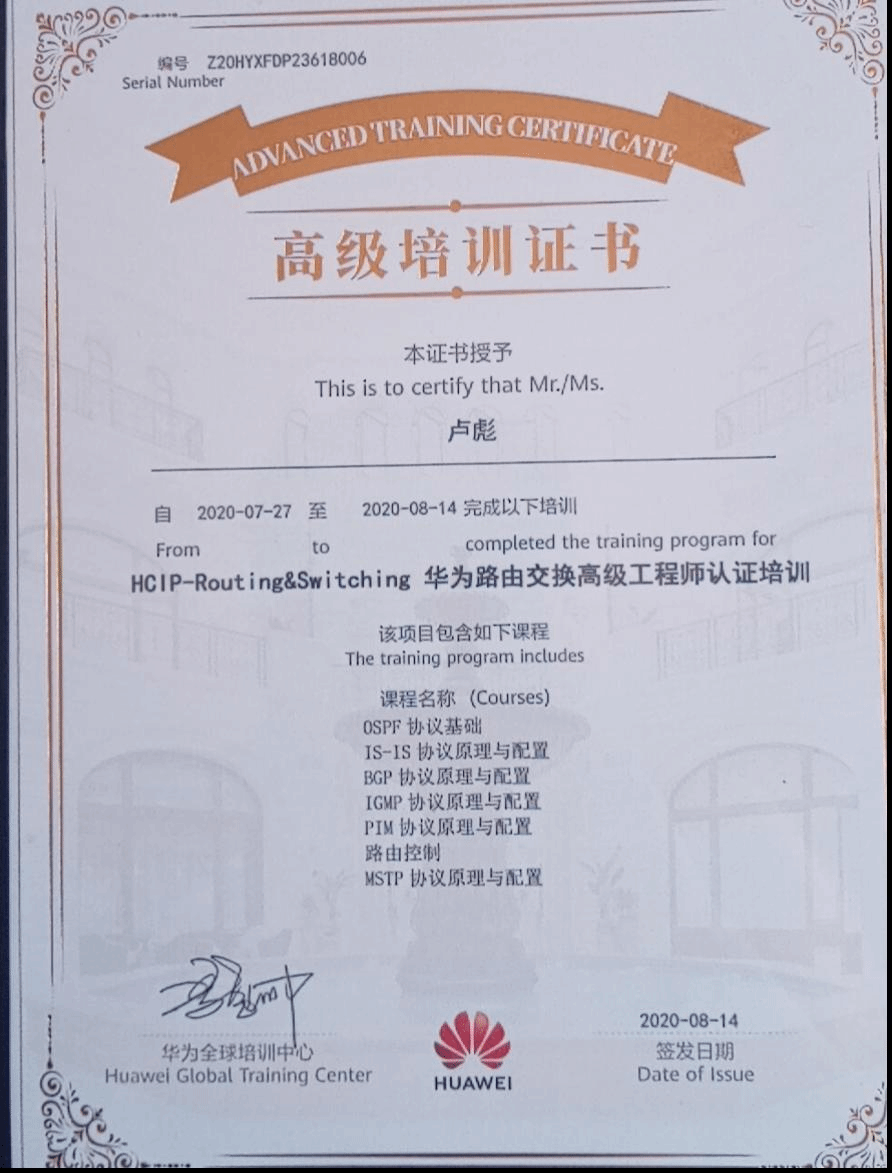 编号 Z20HYXFDP23618006
Serial Number
ADVANCED TRAINING CERTIFICATE
高级培训证书
本证书授予
This is to certify that Mr./Ms.
卢彪
自 2020-07-27 至 2020-08-14 完成以下培训
From to completed the training program for
HCIP-Routing&Switching 华为路由交换高级工程师认证培训
该项目包含如下课程
The training program includes
课程名称 (Courses)
OSPF 协议基础
IS-IS 协议原理与配置
BGP 协议原理与配置
IGMP 协议原理与配置
PIM 协议原理与配置
路由控制
MSTP 协议原理与配置
华为全球培训中心
Huawei Global Training Center
HUAWEI
2020-08-14
签发日期
Date of Issue